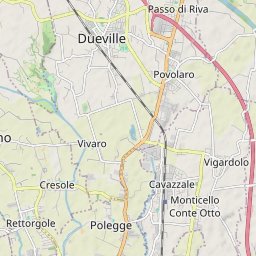 Passo di Riva
Dueville
Povolaro
no
Vivaro
Vigardolo
Cresole
Cavazzale
Monticello
Conte Otto
Polegge
Rettorgole